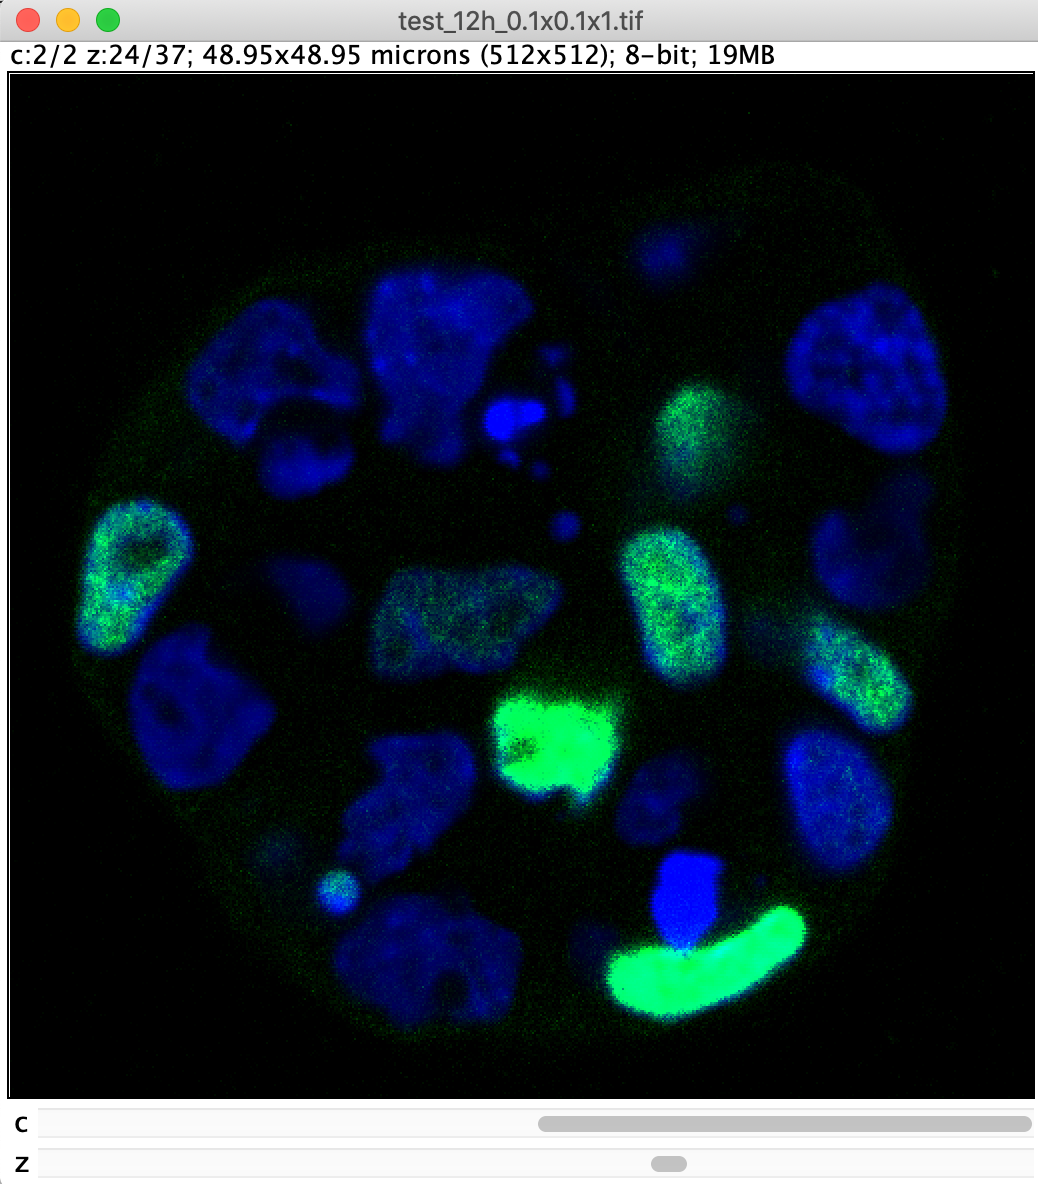 test_12h_0.1x0.1x1.tif
c:2/2 z:24/37; 48.95x48.95 microns (512x512); 8-bit; 19MB
C
Z